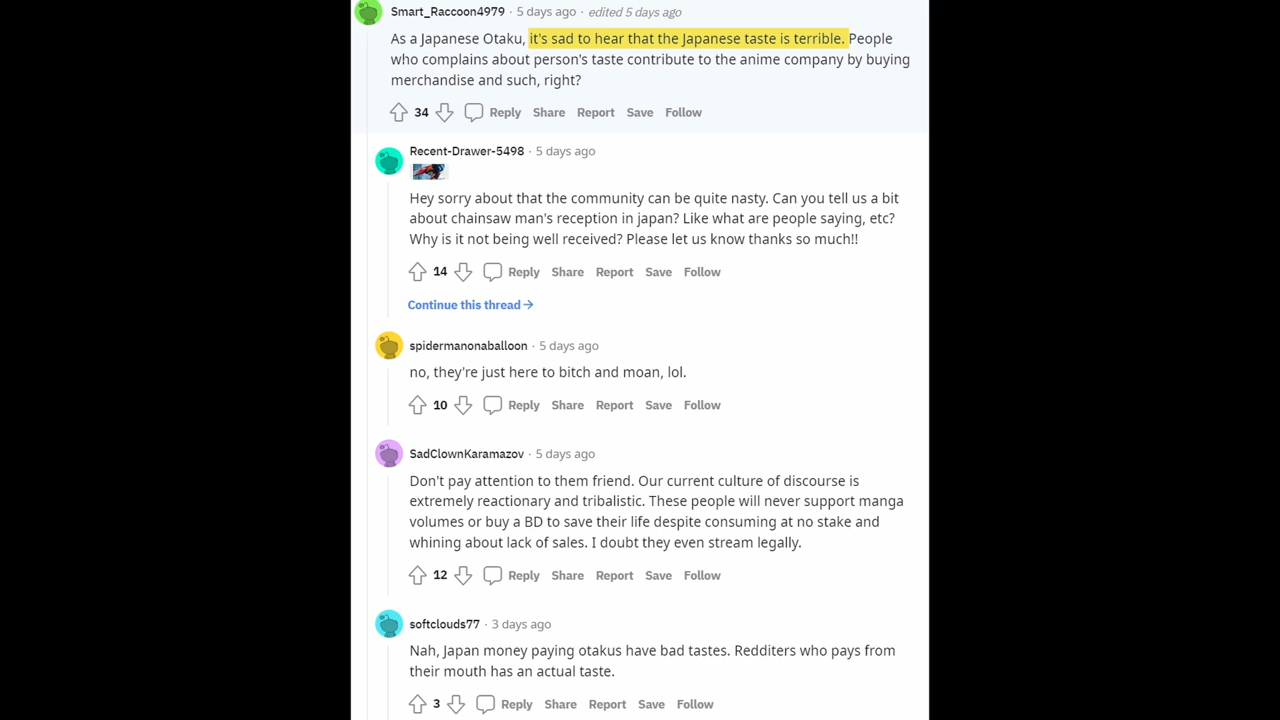 Smart_Raccoon4979 · 5 days ago · edited 5 days ago
As a Japanese Otaku, it's sad to hear that the Japanese taste is terrible. People
who complains about person's taste contribute to the anime company by buying
merchandise and such, right?
34 Reply Share Report Save Follow
Recent-Drawer-5498 · 5 days ago
Hey sorry about that the community can be quite nasty. Can you tell us a bit
about chainsaw man's reception in japan? Like what are people saying, etc?
Why is it not being well received? Please let us know thanks so much!!
14 Reply Share Report Save Follow
Continue this thread →
spidermanonaballoon · 5 days ago
no, they're just here to bitch and moan, lol.
10 Reply Share Report Save Follow
SadClownKaramazov · 5 days ago
Don't pay attention to them friend. Our current culture of discourse is
extremely reactionary and tribalistic. These people will never support manga
volumes or buy a BD to save their life despite consuming at no stake and
whining about lack of sales. I doubt they even stream legally.
12 Reply Share Report Save Follow
softclouds77 · 3 days ago
Nah, Japan money paying otakus have bad tastes. Redditers who pays from
their mouth has an actual taste.
3 Reply Share Report Save Follow